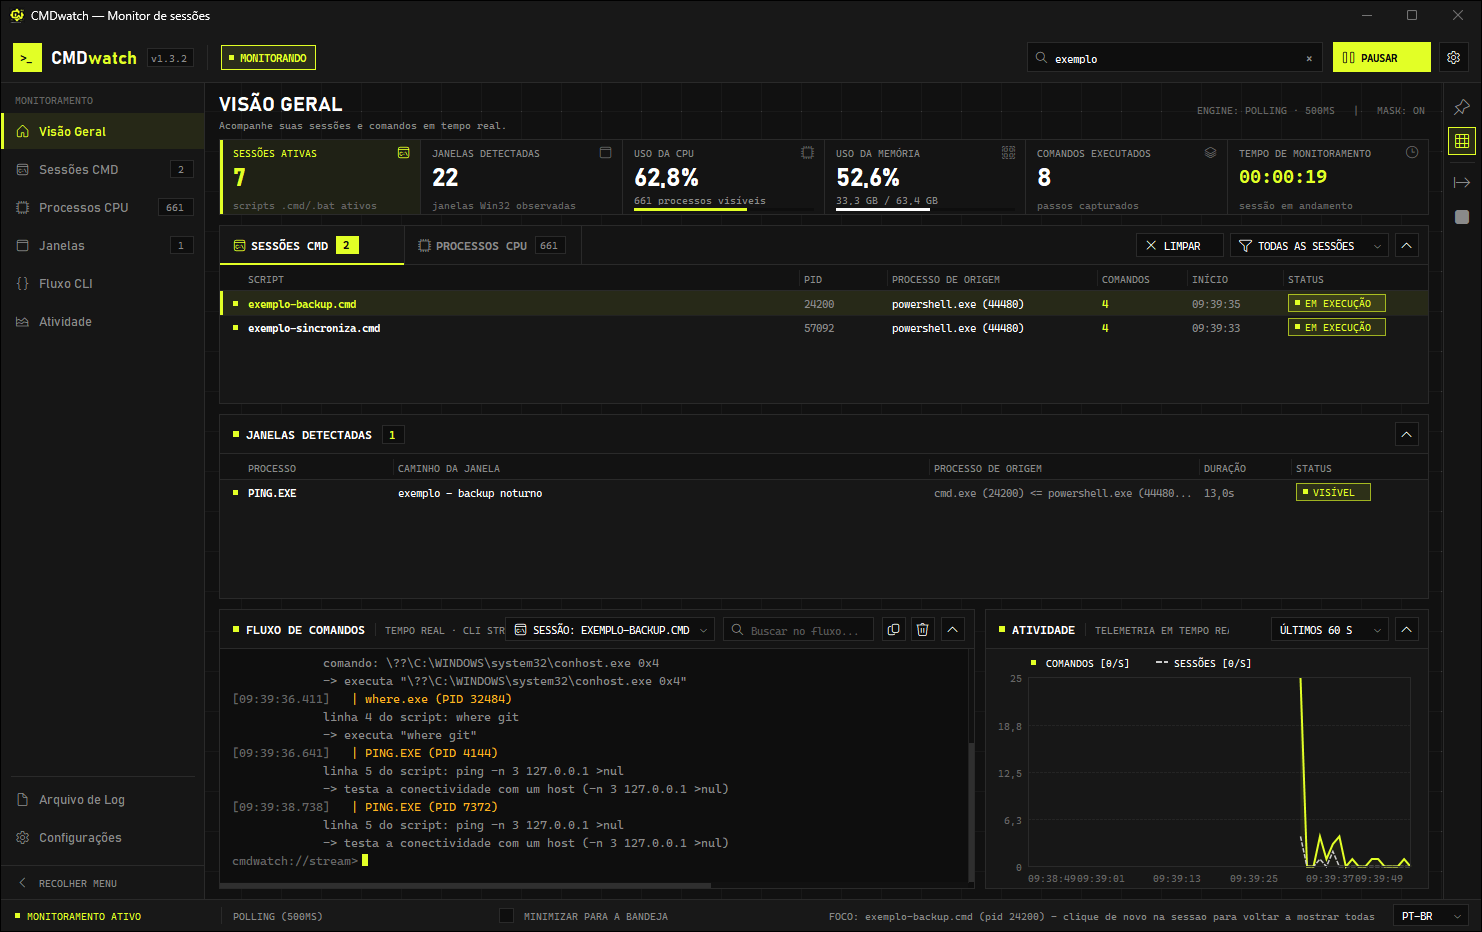 CMDwatch — Monitor de sessões
>_ CMDwatch v1.3.2 MONITORANDO exemplo × PAUSAR
MONITORAMENTO
Visão Geral
Sessões CMD 2
Processos CPU 661
Janelas 1
Fluxo CLI
Atividade
Arquivo de Log
Configurações
RECOLHER MENU
VISÃO GERAL
Acompanhe suas sessões e comandos em tempo real.
ENGINE: POLLING · 500MS | MASK: ON
SESSÕES ATIVAS
7
scripts .cmd/.bat ativos
JANELAS DETECTADAS
22
janelas Win32 observadas
USO DA CPU
62,8%
661 processos visíveis
USO DA MEMÓRIA
52,6%
33,3 GB / 63,4 GB
COMANDOS EXECUTADOS
8
passos capturados
TEMPO DE MONITORAMENTO
00:00:19
sessão em andamento
SESSÕES CMD 2 PROCESSOS CPU 661 LIMPAR TODAS AS SESSÕES
SCRIPT PID PROCESSO DE ORIGEM COMANDOS INÍCIO STATUS
exemplo-backup.cmd 24200 powershell.exe (44480) 4 09:39:35 EM EXECUÇÃO
exemplo-sincroniza.cmd 57092 powershell.exe (44480) 4 09:39:33 EM EXECUÇÃO
JANELAS DETECTADAS 1
PROCESSO CAMINHO DA JANELA PROCESSO DE ORIGEM DURAÇÃO STATUS
PING.EXE exemplo - backup noturno cmd.exe (24200) <= powershell.exe (44480... 13,0s VISÍVEL
FLUXO DE COMANDOS TEMPO REAL · CLI STR SESSÃO: EXEMPLO-BACKUP.CMD Buscar no fluxo...
comando: \??\C:\WINDOWS\system32\conhost.exe 0x4
-> executa "\??\C:\WINDOWS\system32\conhost.exe 0x4"
[09:39:36.411] | where.exe (PID 32484)
linha 4 do script: where git
-> executa "where git"
[09:39:36.641] | PING.EXE (PID 4144)
linha 5 do script: ping -n 3 127.0.0.1 >nul
-> testa a conectividade com um host (-n 3 127.0.0.1 >nul)
[09:39:38.738] | PING.EXE (PID 7372)
linha 5 do script: ping -n 3 127.0.0.1 >nul
-> testa a conectividade com um host (-n 3 127.0.0.1 >nul)
cmdwatch://stream>
ATIVIDADE TELEMETRIA EM TEMPO RE ÚLTIMOS 60 S
COMANDOS [0/S] SESSÕES [0/S]
25
18,8
12,5
6,3
0
09:38:49 09:39:01 09:39:13 09:39:25 09:39:37 09:39:49
MONITORAMENTO ATIVO POLLING (500MS) MINIMIZAR PARA A BANDEJA FOCO: exemplo-backup.cmd (pid 24200) - clique de novo na sessao para voltar a mostrar todas PT-BR